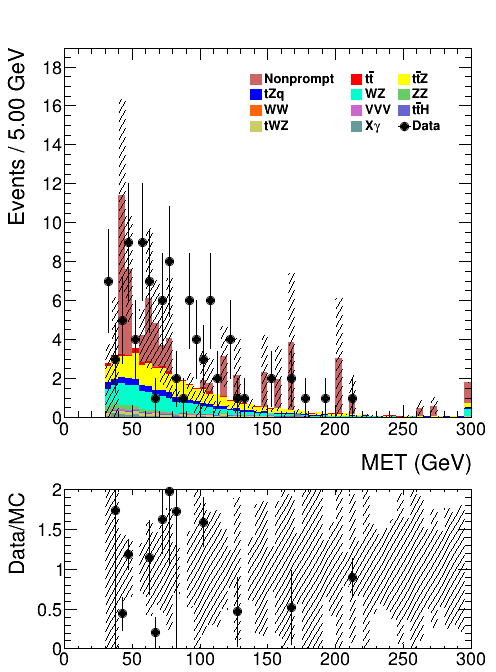 Events / 5.00 GeV
18
16
14
12
10
8
6
4
2
0
Nonprompt tt̄ tt̄Z
tZq WZ ZZ
WW VVV tt̄H
tWZ Xγ Data
0 50 100 150 200 250 300
MET (GeV)
Data/MC
2
1.5
1
0.5
0
0 50 100 150 200 250 300